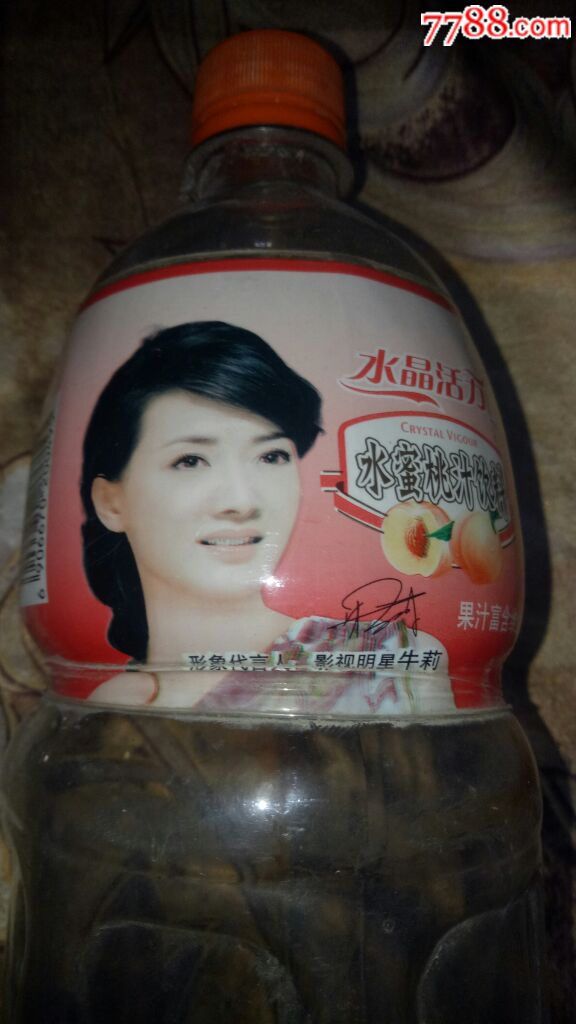 7788.com
水晶活力
CRYSTAL VIGOUR
水蜜桃汁饮料
果汁富含
形象代言人： 影视明星牛莉